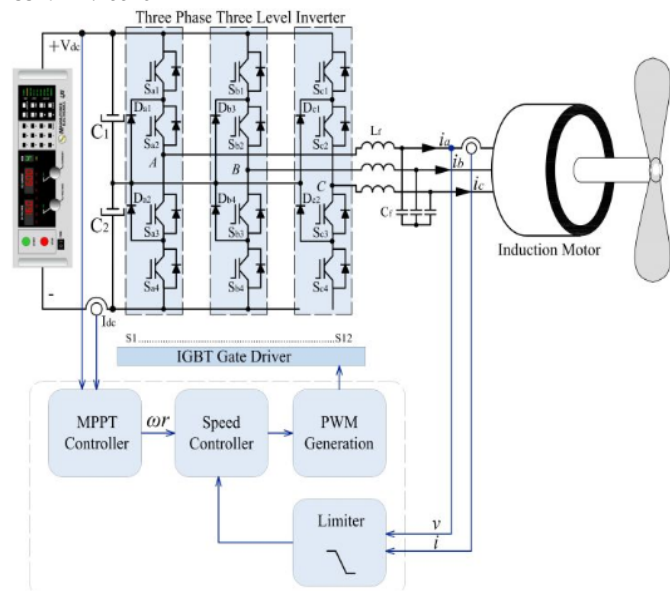 Three Phase Three Level Inverter
+Vdc
Sa1
Sb1
Sc1
Da1
Db3
Dc1
C1
Sa2
Sb2
Sc2
Lf
ia
A
B
ib
C
ic
Da2
Db4
Dc2
C2
Sa3
Sb3
Sc3
Cf
Induction Motor
Sa4
Sb4
Sc4
-
Idc
S1 S12
IGBT Gate Driver
MPPT
Controller
ωr
Speed
Controller
PWM
Generation
Limiter
v
i